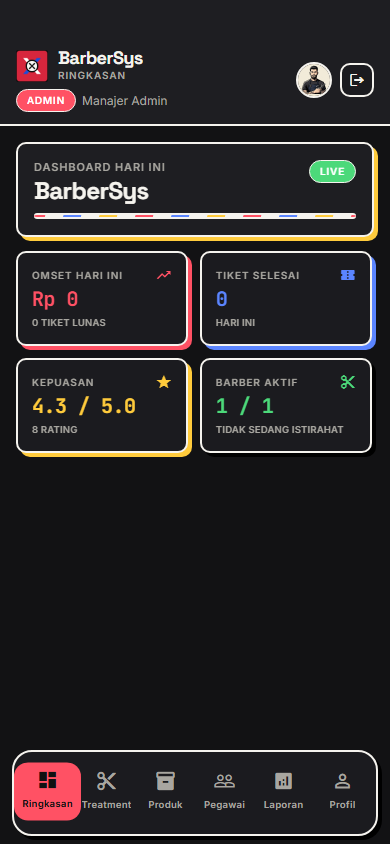 BarberSys
RINGKASAN
ADMIN Manajer Admin
DASHBOARD HARI INI
LIVE
BarberSys
OMSET HARI INI
Rp 0
0 TIKET LUNAS
TIKET SELESAI
0
HARI INI
KEPUASAN
4.3 / 5.0
8 RATING
BARBER AKTIF
1 / 1
TIDAK SEDANG ISTIRAHAT
Ringkasan Treatment Produk Pegawai Laporan Profil